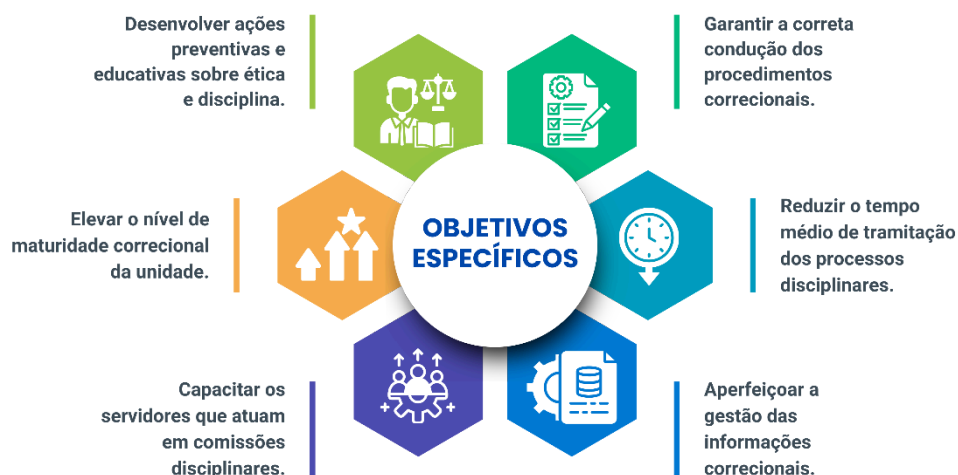 Desenvolver ações
preventivas e
educativas sobre ética
e disciplina.
Garantir a correta
condução dos
procedimentos
correcionais.
Elevar o nível de
maturidade correcional
da unidade.
OBJETIVOS
ESPECÍFICOS
Reduzir o tempo
médio de tramitação
dos processos
disciplinares.
Capacitar os
servidores que atuam
em comissões
disciplinares.
Aperfeiçoar a
gestão das
informações
correcionais.